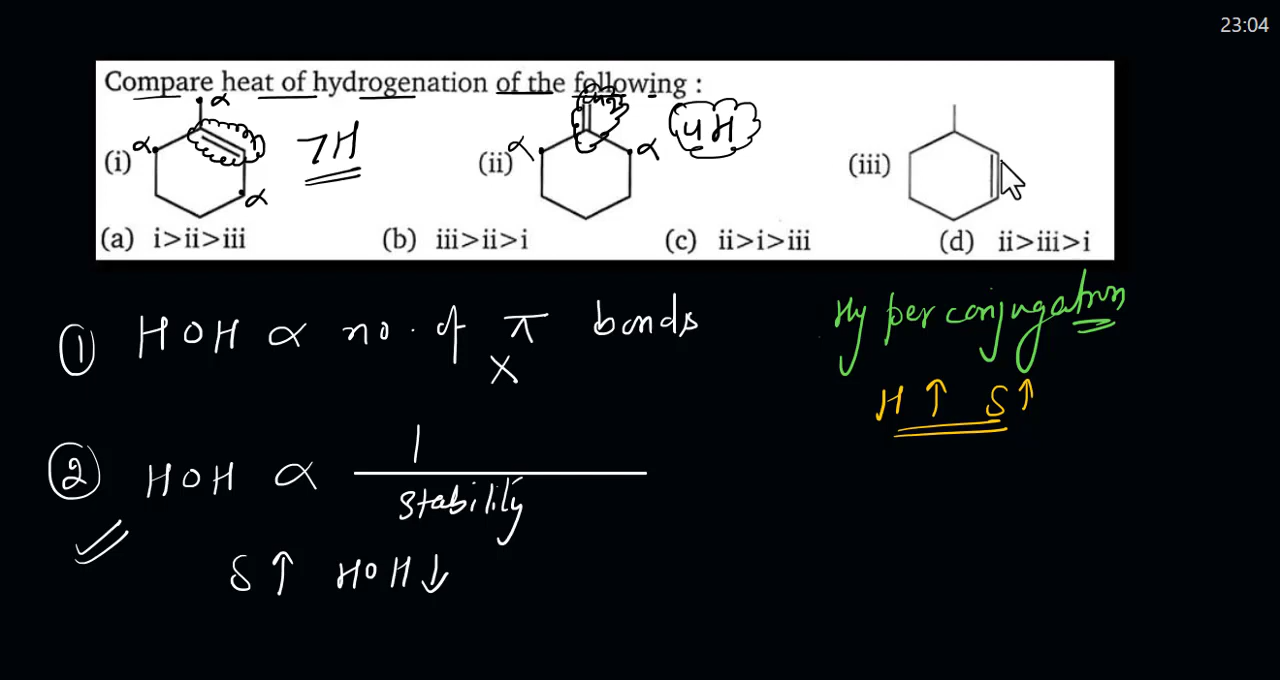 23:04
Compare heat of hydrogenation of the following :
(i) α α α 7H (ii) α α 4H (iii)
(a) i>ii>iii (b) iii>ii>i (c) ii>i>iii (d) ii>iii>i
① HOH ∝ no. of π bonds
X
Hyperconjugation
H ↑ S ↑
② HOH ∝ 1
stability
S ↑ HOH ↓